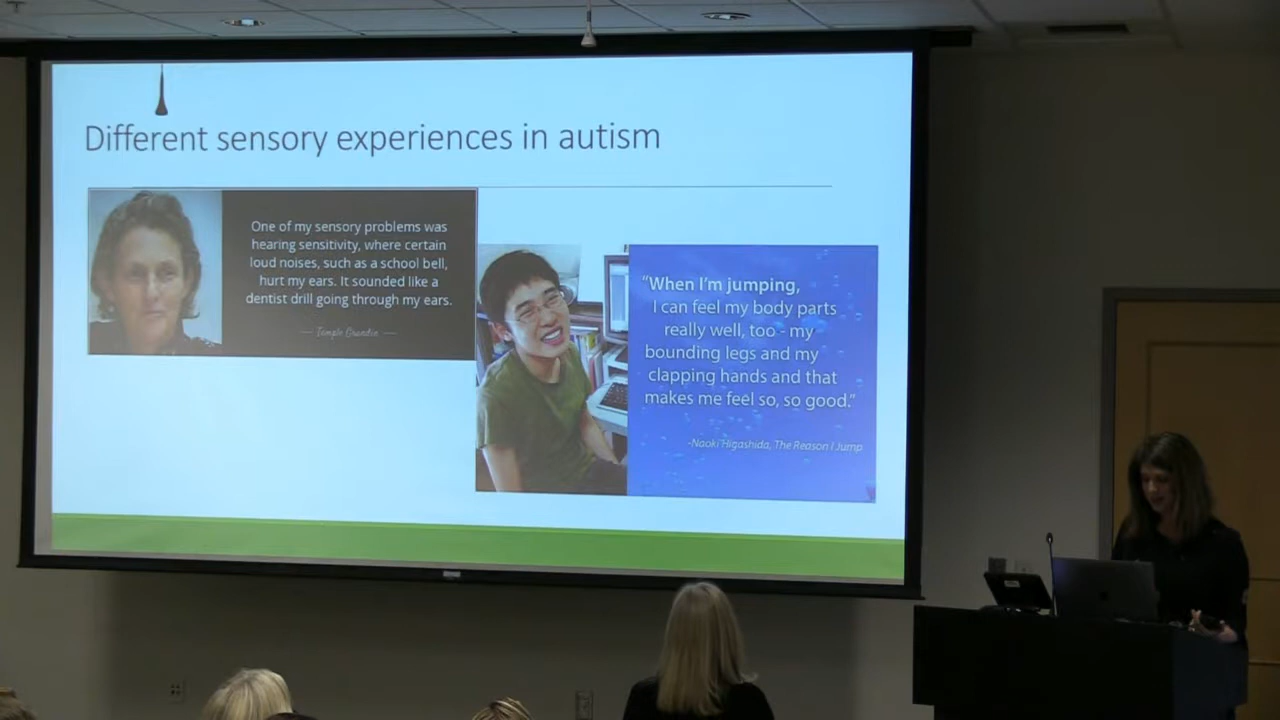 Different sensory experiences in autism
One of my sensory problems was
hearing sensitivity, where certain
loud noises, such as a school bell,
hurt my ears. It sounded like a
dentist drill going through my ears.
— Temple Grandin —
“When I'm jumping,
I can feel my body parts
really well, too - my
bounding legs and my
clapping hands and that
makes me feel so, so good.”
-Naoki Higashida, The Reason I Jump